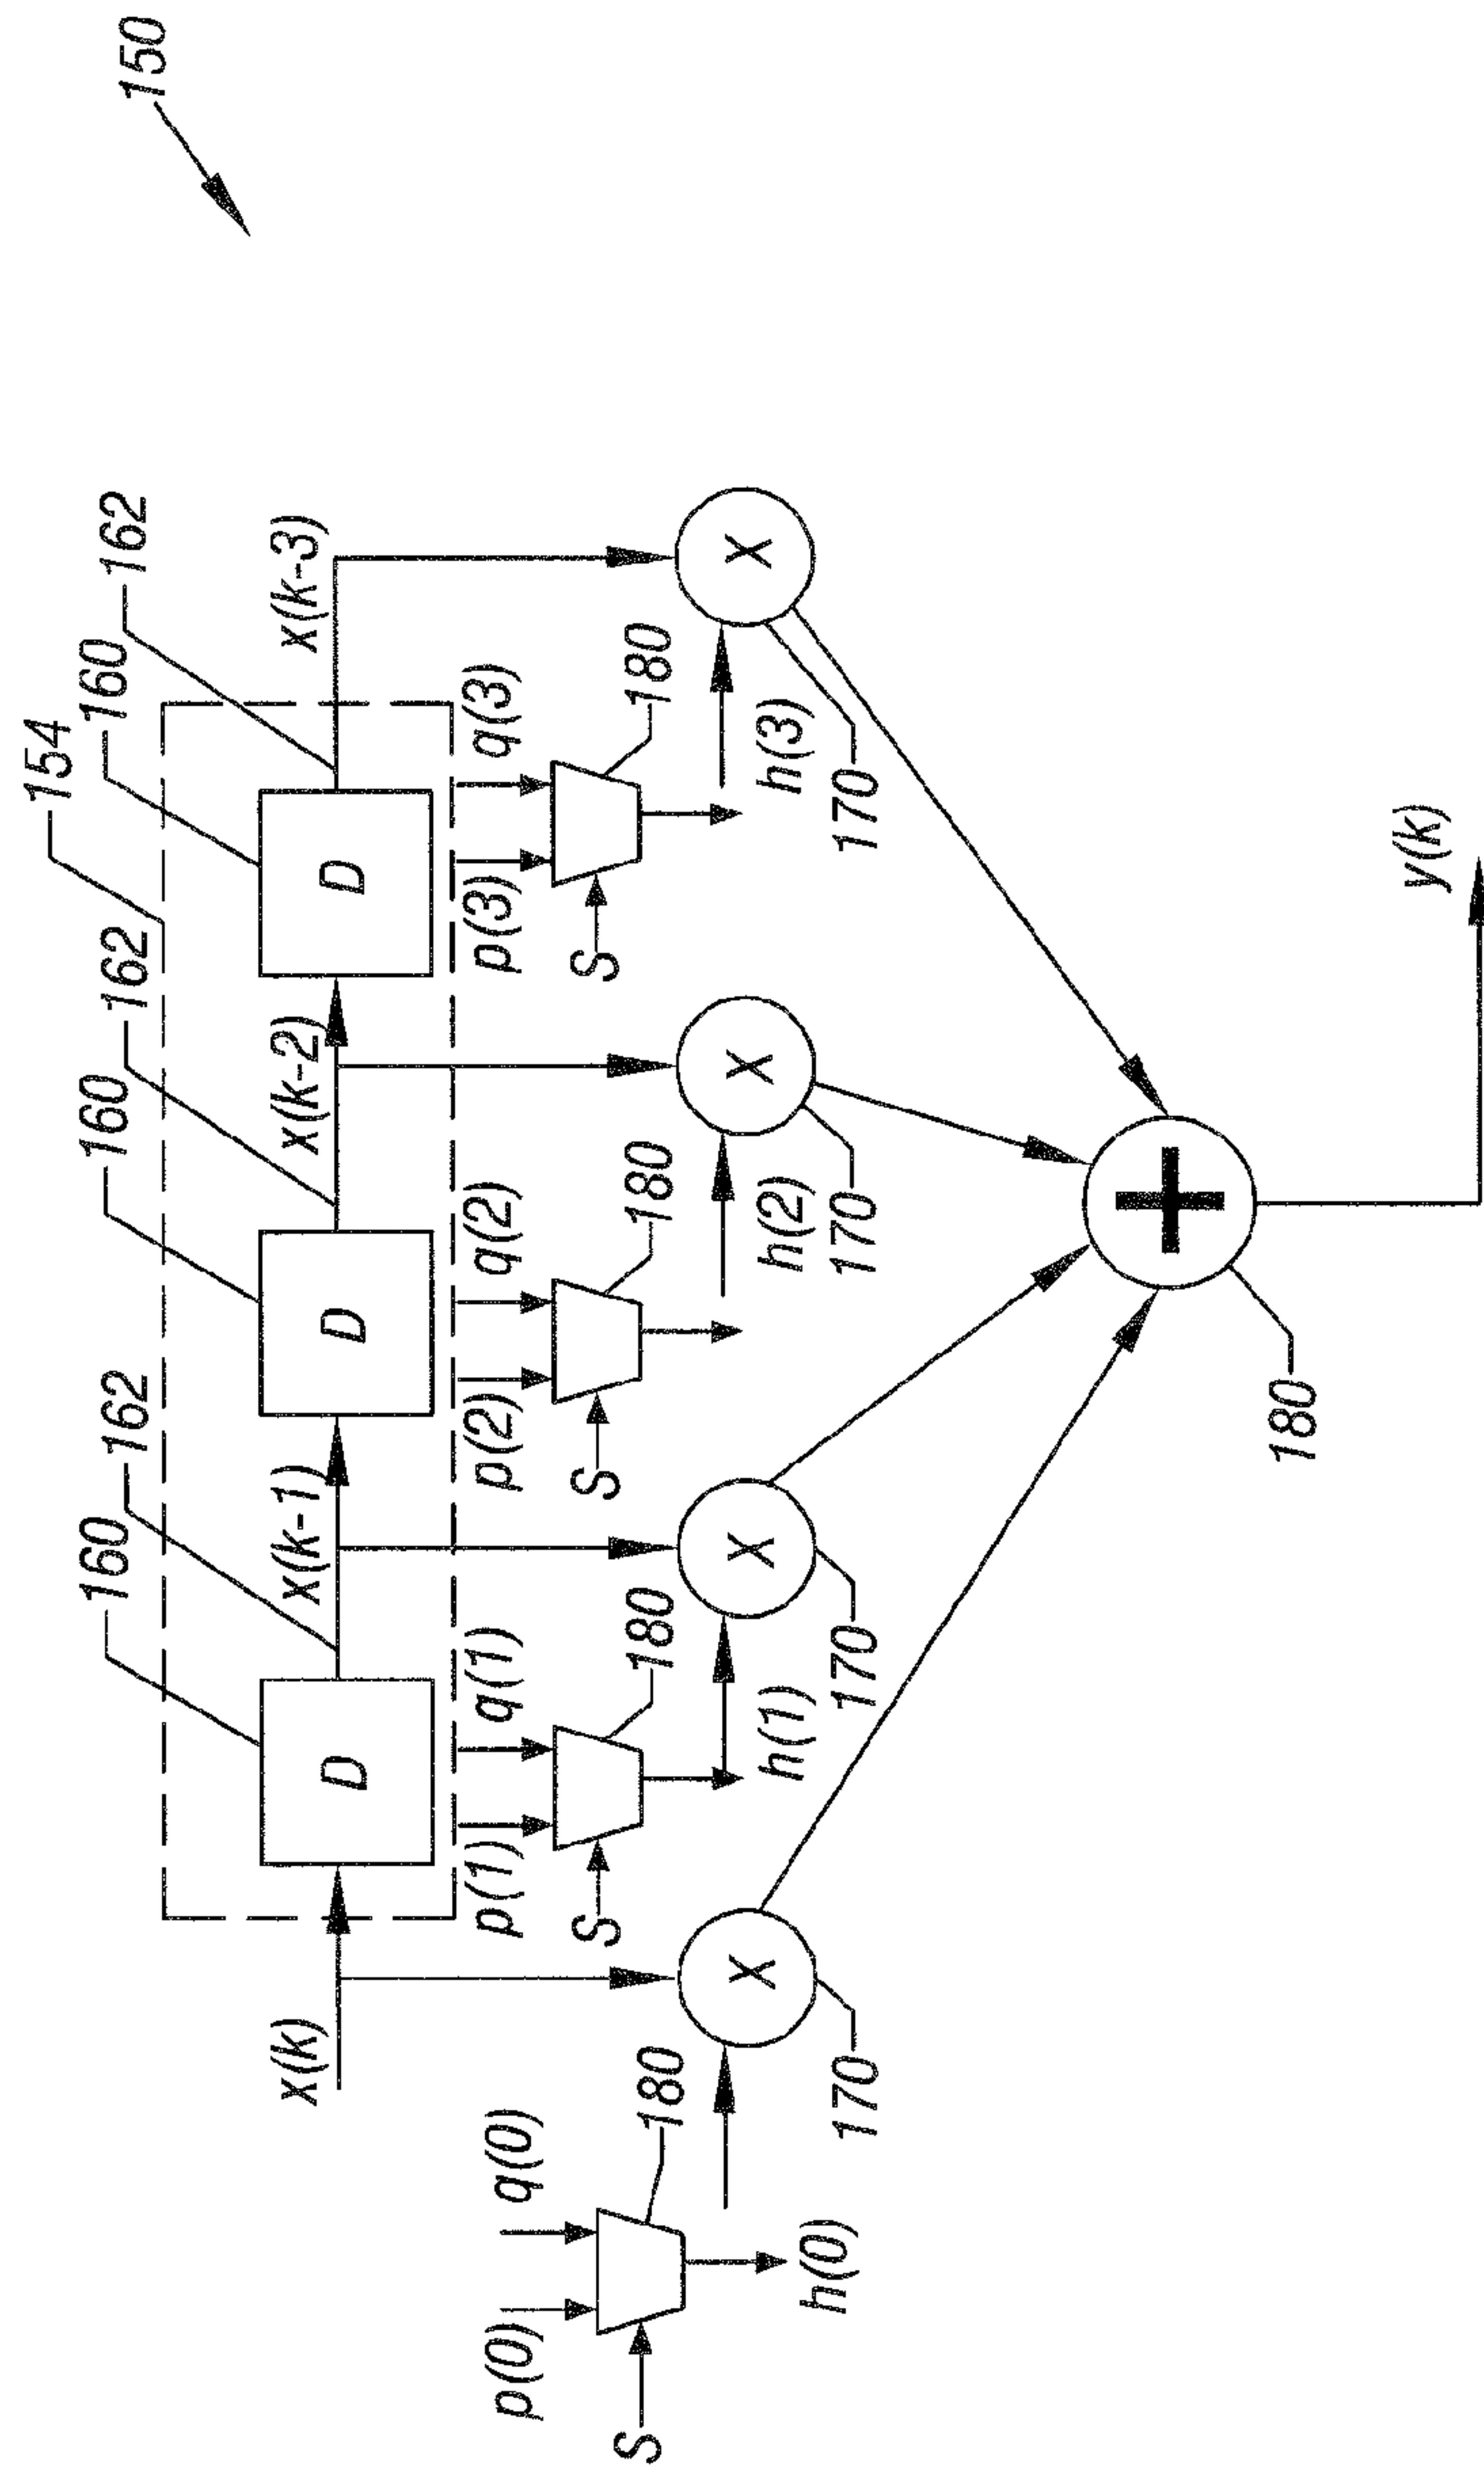 150
154
160
162
160
162
160
162
x(k)
x(k-1)
x(k-2)
x(k-3)
D
D
D
p(0)
q(0)
p(1)
q(1)
p(2)
q(2)
p(3)
q(3)
S
S
S
S
180
180
180
180
X
X
X
X
h(0)
h(1)
h(2)
h(3)
170
170
170
170
+
180
y(k)